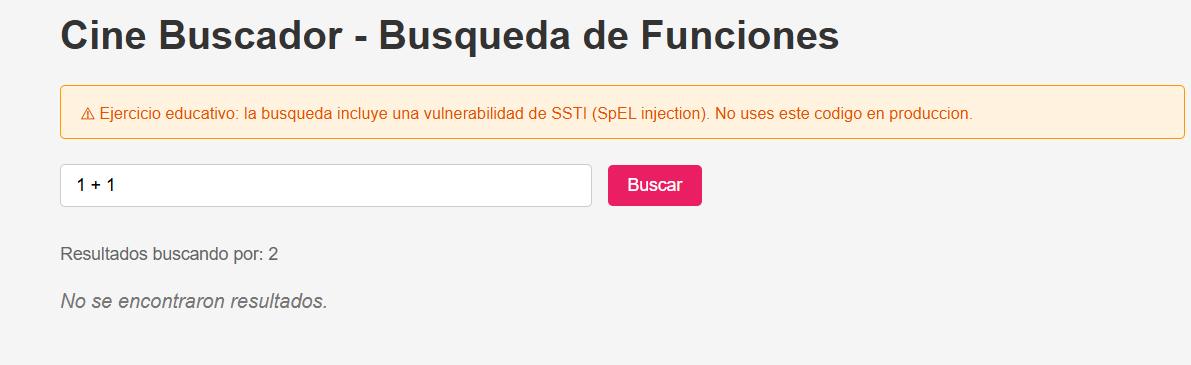 Cine Buscador - Busqueda de Funciones
⚠ Ejercicio educativo: la busqueda incluye una vulnerabilidad de SSTI (SpEL injection). No uses este codigo en produccion.
1 + 1
Buscar
Resultados buscando por: 2
No se encontraron resultados.